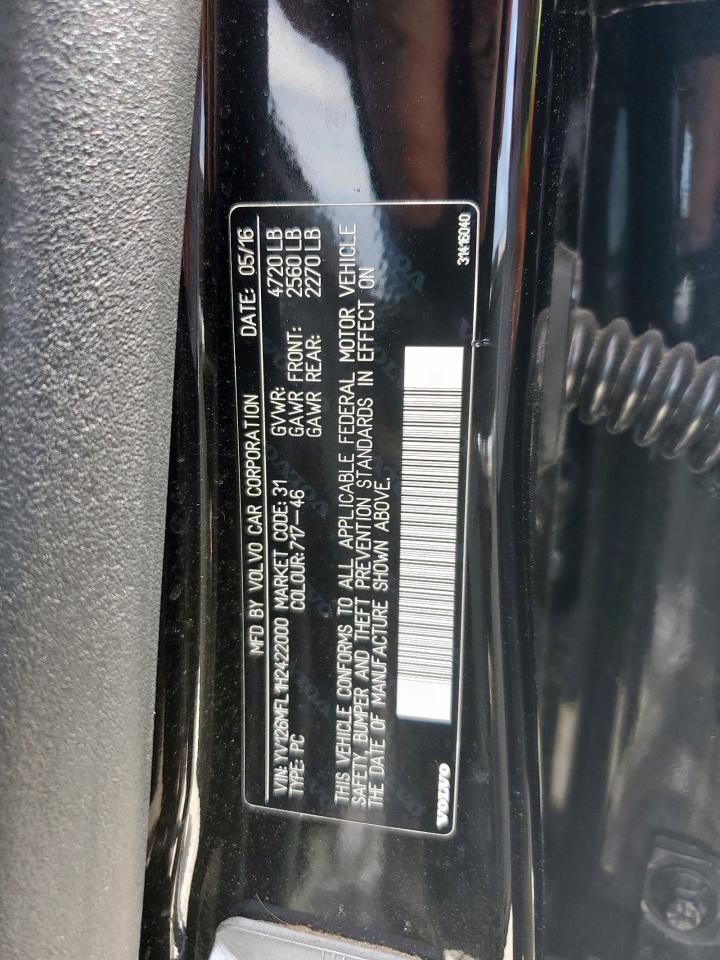 MFD BY VOLVO CAR CORPORATION DATE: 05/16
VIN: YV126MFL1H2422000 MARKET CODE: 31 GVWR: 4720 LB
TYPE: PC COLOUR: 717-46 GAWR FRONT: 2560 LB
GAWR REAR: 2270 LB
THIS VEHICLE CONFORMS TO ALL APPLICABLE FEDERAL MOTOR VEHICLE
SAFETY, BUMPER AND THEFT PREVENTION STANDARDS IN EFFECT ON
THE DATE OF MANUFACTURE SHOWN ABOVE.
VOLVO 31416040